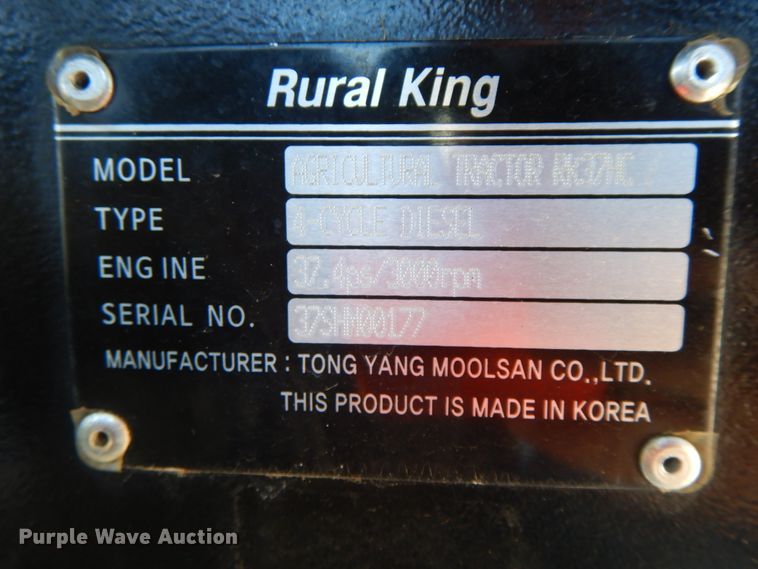 Rural King
MODEL AGRICULTURAL TRACTOR RK37HC
TYPE 4-CYCLE DIESEL
ENGINE 37.4ps/3000rpm
SERIAL NO. 37SHM00177
MANUFACTURER : TONG YANG MOOLSAN CO.,LTD.
THIS PRODUCT IS MADE IN KOREA
Purple Wave Auction